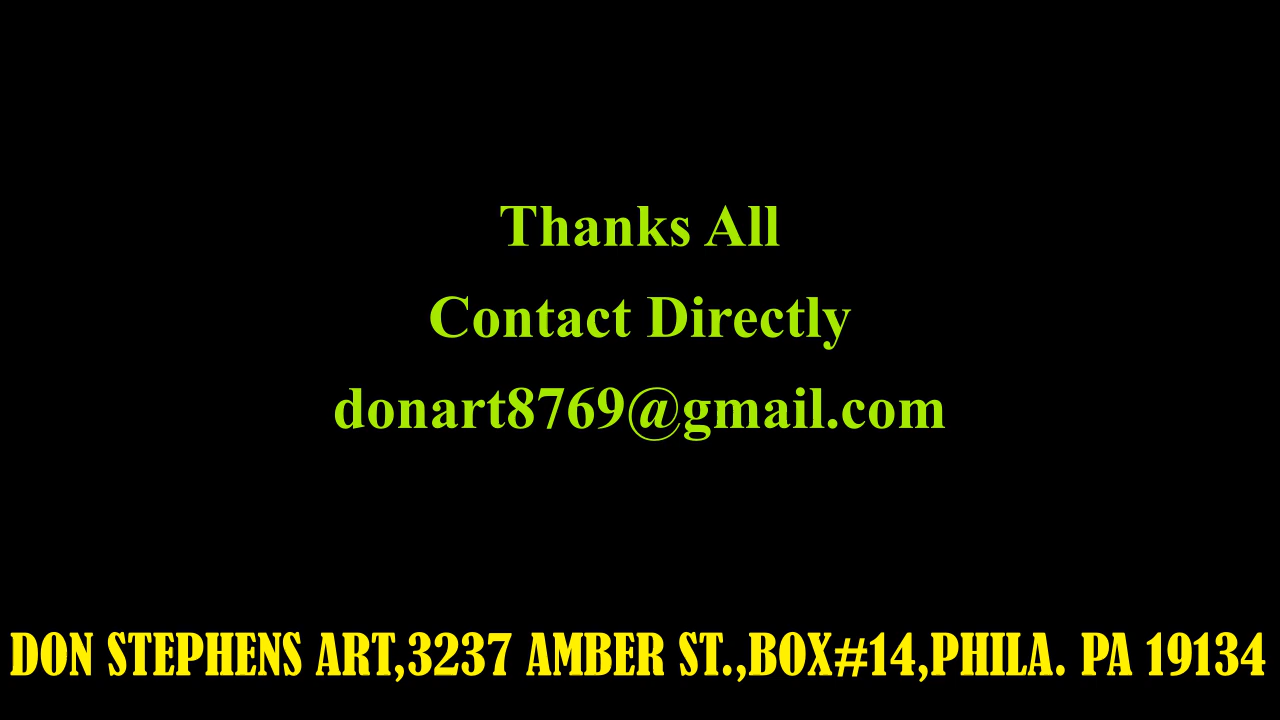 Thanks All
Contact Directly
donart8769@gmail.com
DON STEPHENS ART,3237 AMBER ST.,BOX#14,PHILA. PA 19134